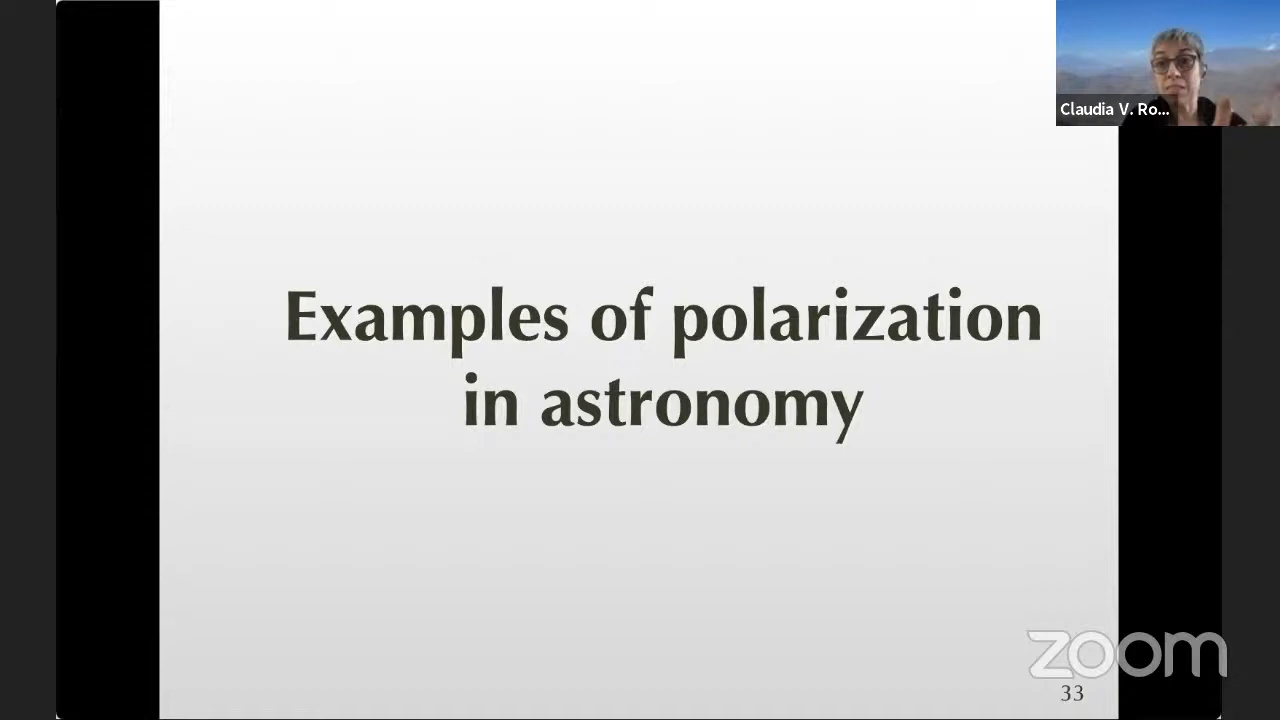 Claudia V. Ro...
Examples of polarization
in astronomy
zoom
33